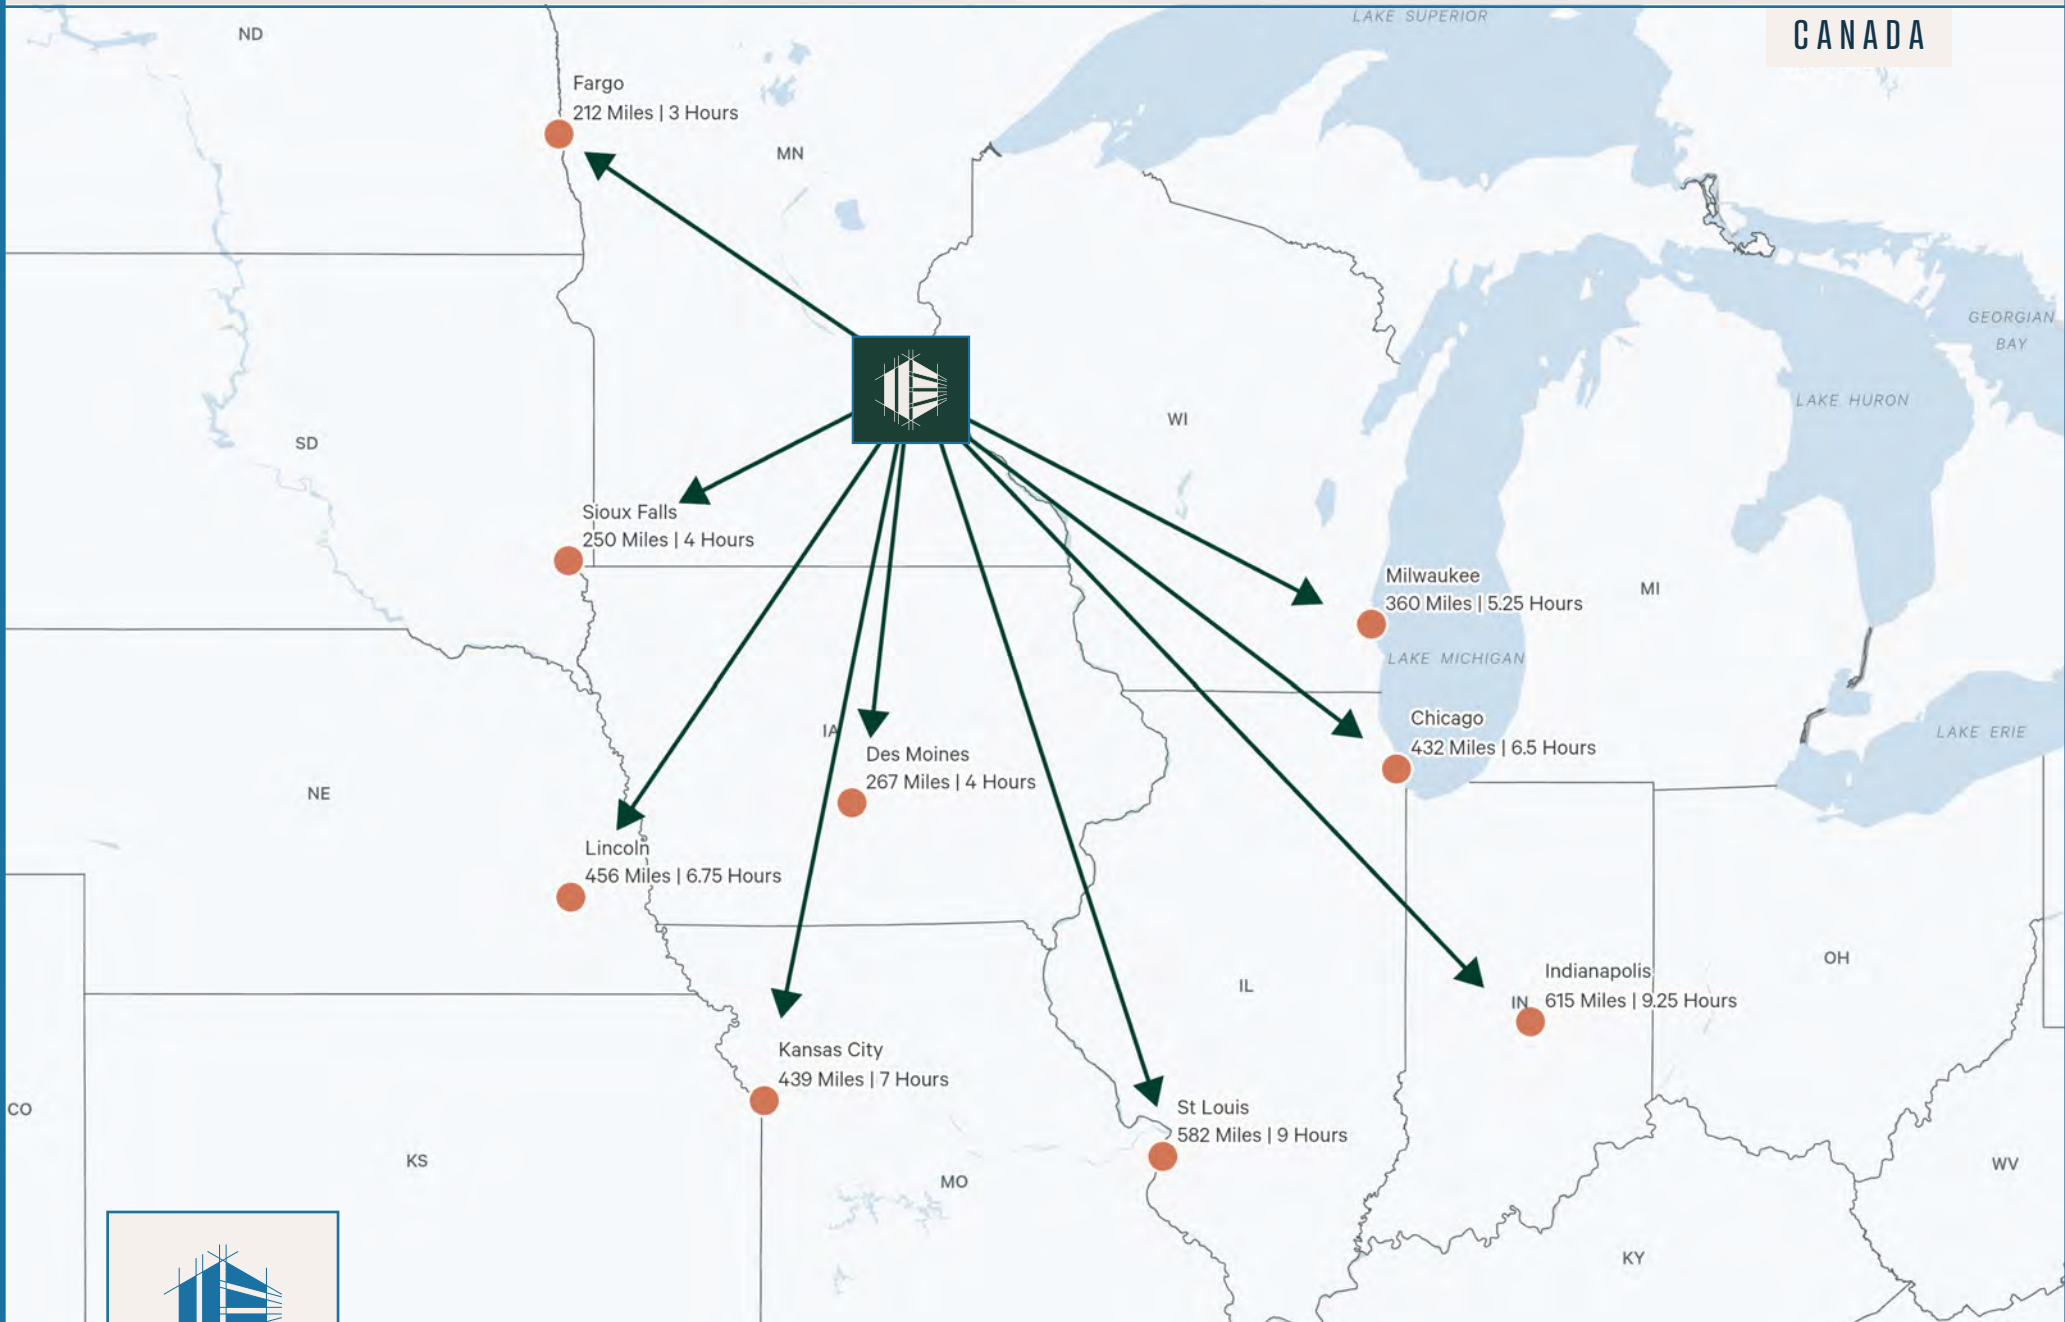 LAKE SUPERIOR
CANADA
ND
Fargo
212 Miles | 3 Hours
MN
GEORGIAN
BAY
LAKE HURON
WI
SD
Sioux Falls
250 Miles | 4 Hours
Milwaukee
360 Miles | 5.25 Hours
MI
LAKE MICHIGAN
Chicago
432 Miles | 6.5 Hours
LAKE ERIE
IA
Des Moines
267 Miles | 4 Hours
NE
Lincoln
456 Miles | 6.75 Hours
OH
Indianapolis
IN
615 Miles | 9.25 Hours
IL
Kansas City
439 Miles | 7 Hours
CO
St Louis
582 Miles | 9 Hours
KS
MO
WV
KY